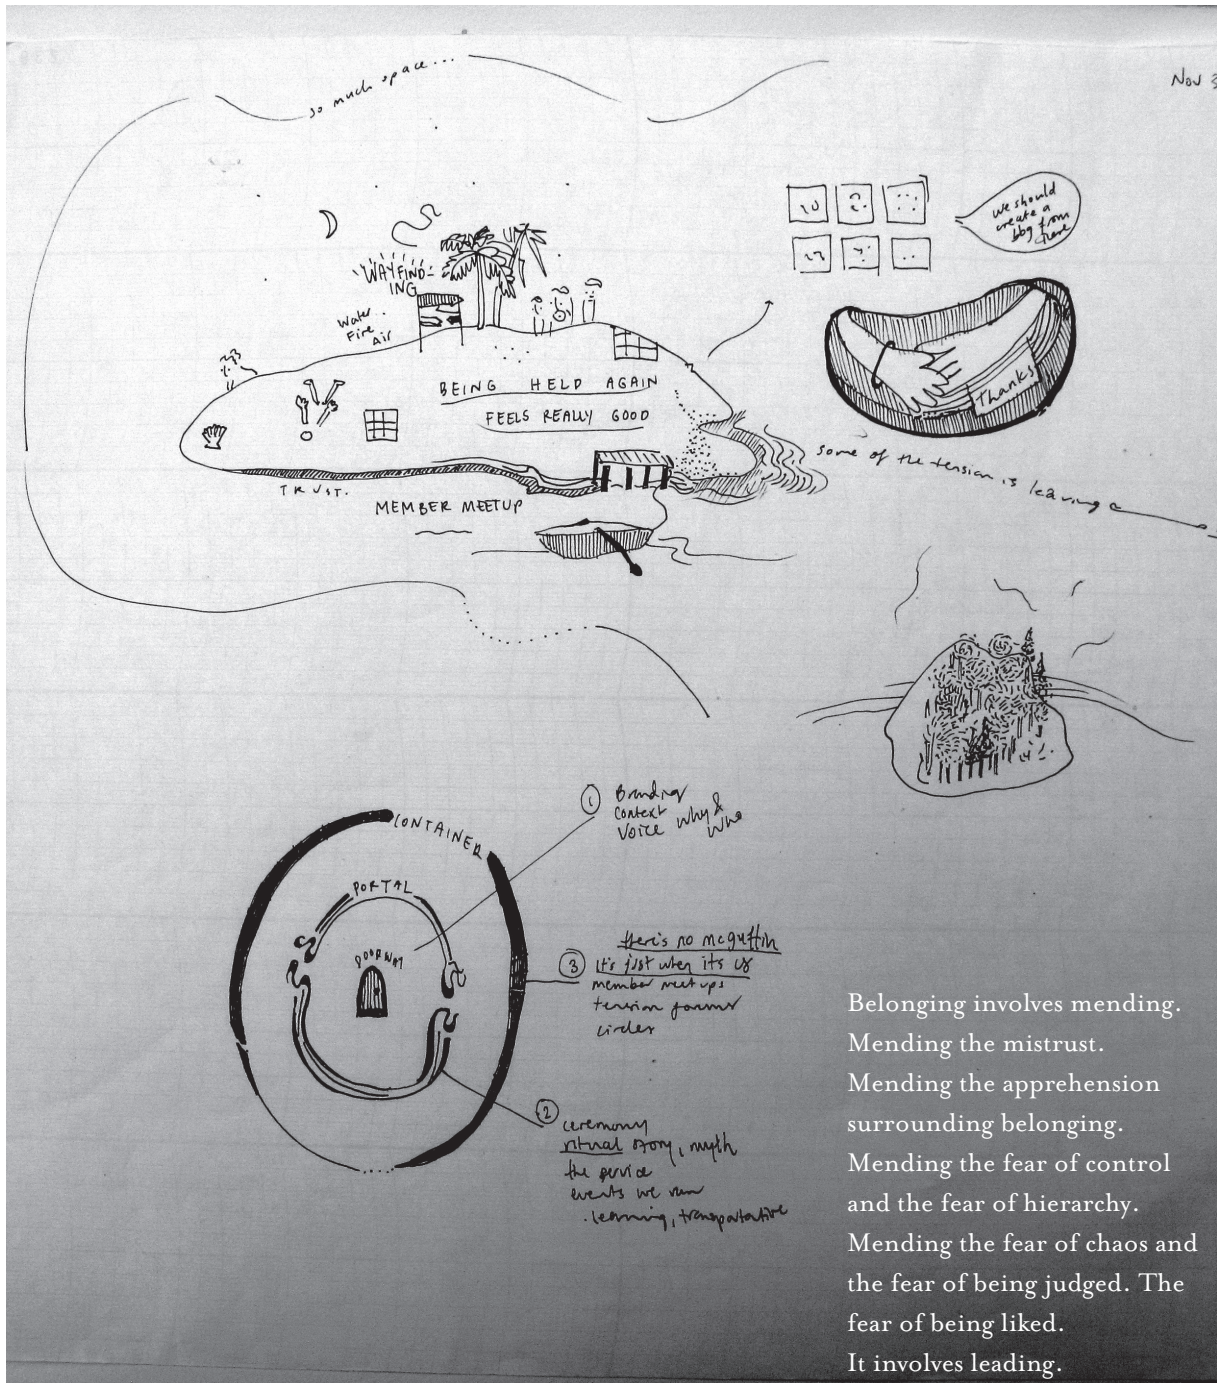 so much space...
Nov 3
WAYFIND-
ING
Water
Fire
Air
we should
create a
from
here
BEING HELD AGAIN
FEELS REALLY GOOD
Thanks
some of the tension is leaving
TRUST.
MEMBER MEETUP
CONTAINER
PORTAL
DOORWAY
1
Branding
Context
Voice why &
who
3
there's no mcguffin
it's just when its us
member meetups
tension forums
circles
2
ceremony
ritual story, myth
the service
events we run
. learning, transportative
Belonging involves mending.
Mending the mistrust.
Mending the apprehension
surrounding belonging.
Mending the fear of control
and the fear of hierarchy.
Mending the fear of chaos and
the fear of being judged. The
fear of being liked.
It involves leading.